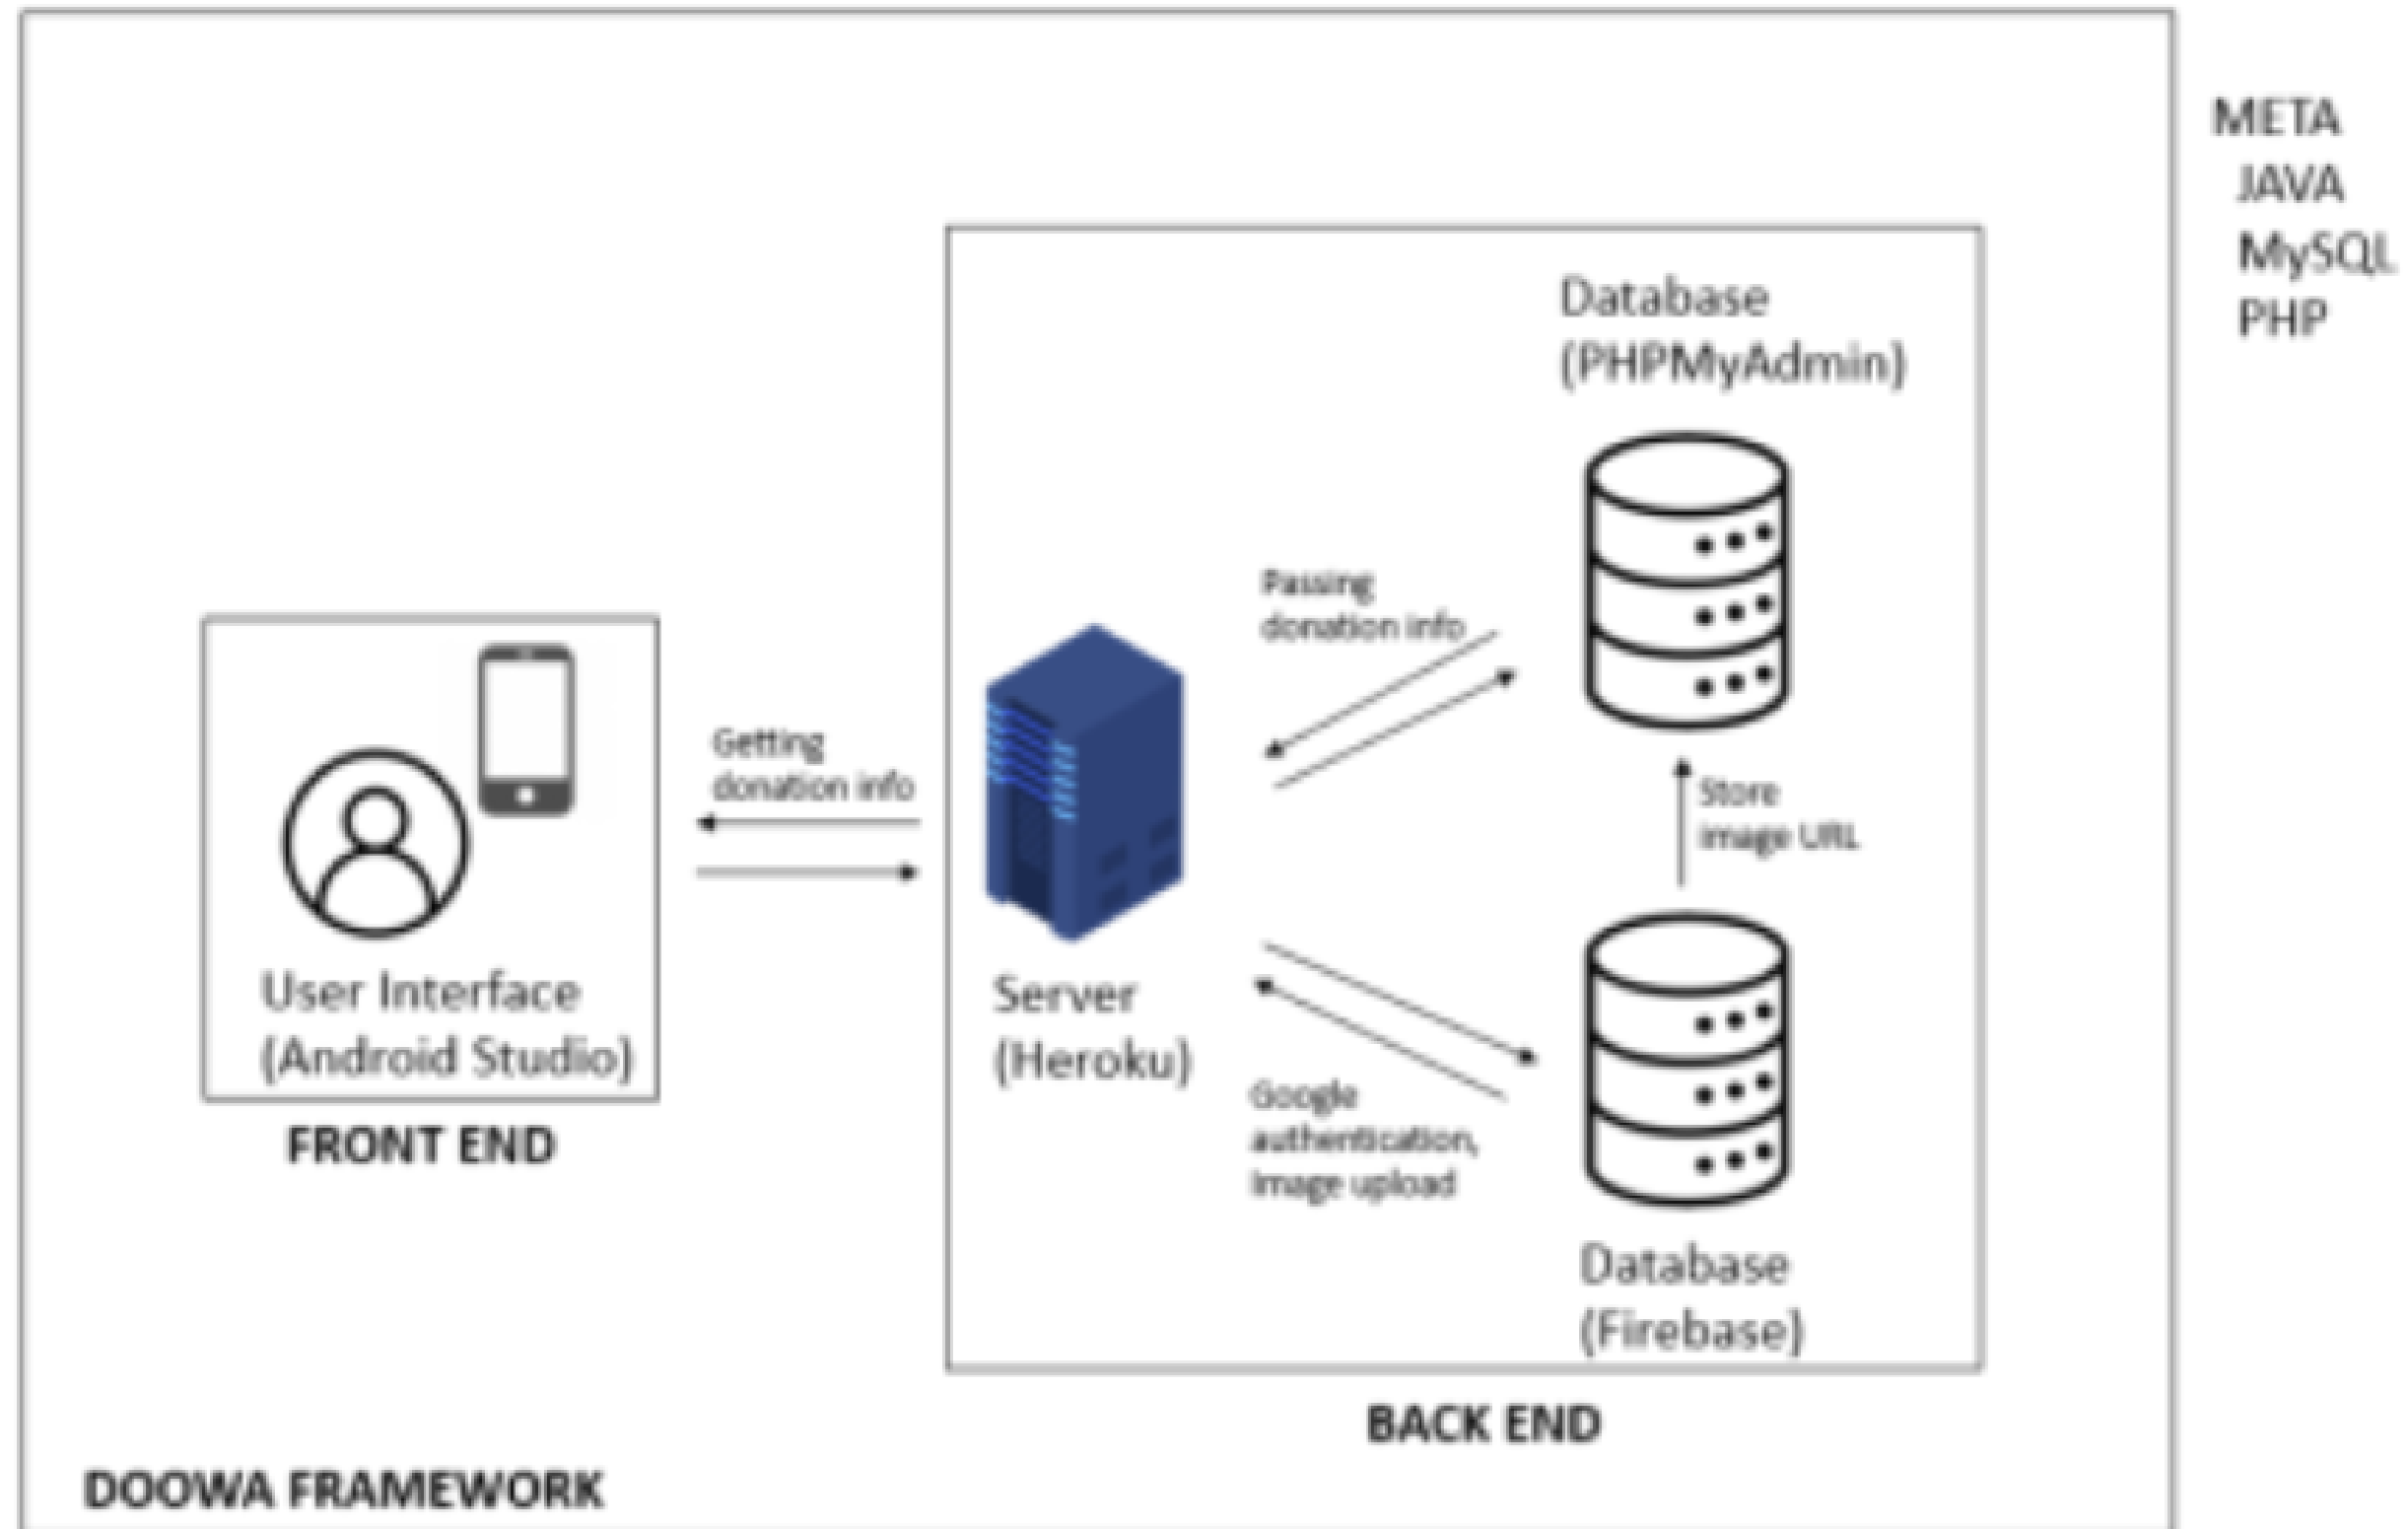 META
JAVA
MySQL
PHP
Database
(PHPMyAdmin)
Passing
donation info
Getting
donation info
Store
image URL
User Interface
(Android Studio)
FRONT END
Server
(Heroku)
Google
authentication,
Image upload
Database
(Firebase)
BACK END
DOOWA FRAMEWORK